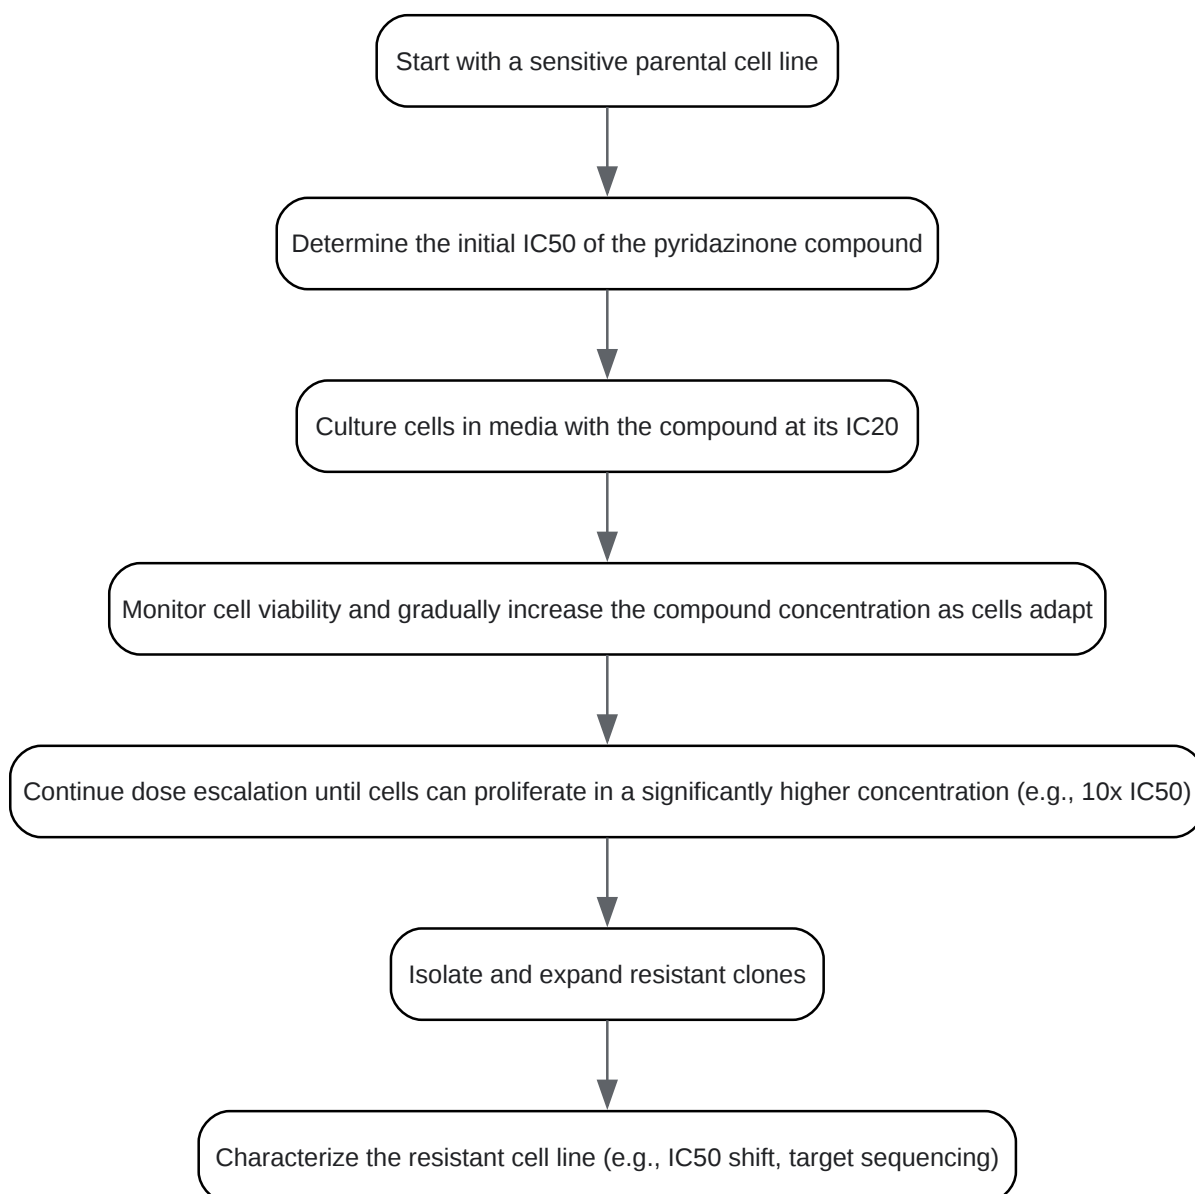 Start with a sensitive parental cell line
Determine the initial IC50 of the pyridazinone compound
Culture cells in media with the compound at its IC20
Monitor cell viability and gradually increase the compound concentration as cells adapt
Continue dose escalation until cells can proliferate in a significantly higher concentration (e.g., 10x IC50)
Isolate and expand resistant clones
Characterize the resistant cell line (e.g., IC50 shift, target sequencing)